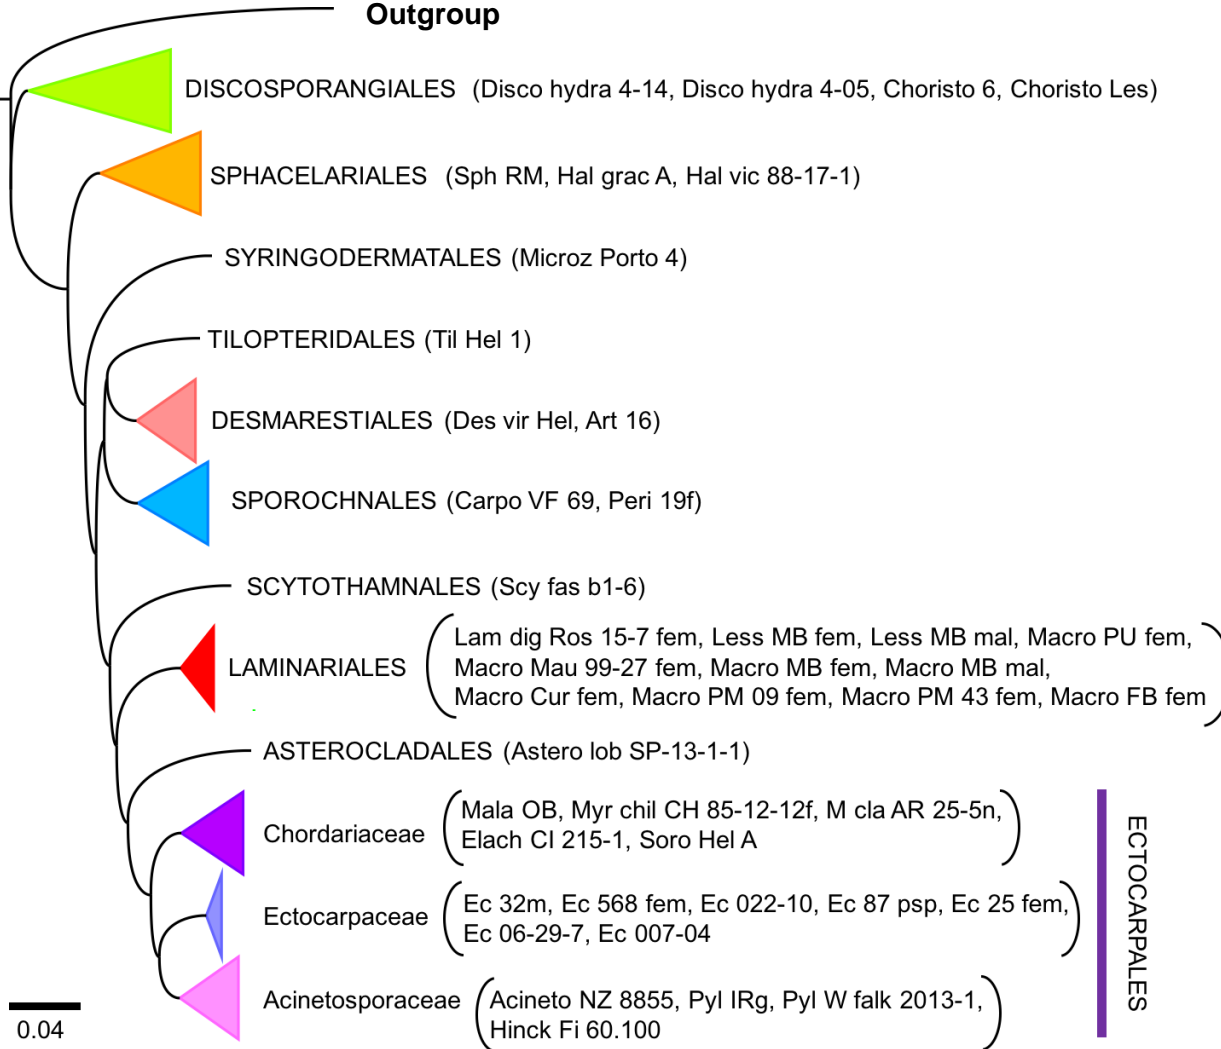 Outgroup
DISCOSPORANGIALES (Disco hydra 4-14, Disco hydra 4-05, Choristo 6, Choristo Les)
SPHACELARIALES (Sph RM, Hal grac A, Hal vic 88-17-1)
SYRINGODERMATALES (Microz Porto 4)
TILOPTERIDALES (Til Hel 1)
DESMARESTIALES (Des vir Hel, Art 16)
SPOROCHNALES (Carpo VF 69, Peri 19f)
SCYTOTHAMNALES (Scy fas b1-6)
LAMINARIALES
(Lam dig Ros 15-7 fem, Less MB fem, Less MB mal, Macro PU fem,
Macro Mau 99-27 fem, Macro MB fem, Macro MB mal,
Macro Cur fem, Macro PM 09 fem, Macro PM 43 fem, Macro FB fem)
ASTEROCLADALES (Astero lob SP-13-1-1)
Chordariaceae
(Mala OB, Myr chil CH 85-12-12f, M cla AR 25-5n,
Elach CI 215-1, Soro Hel A)
Ectocarpaceae
(Ec 32m, Ec 568 fem, Ec 022-10, Ec 87 psp, Ec 25 fem,
Ec 06-29-7, Ec 007-04)
Acinetosporaceae
(Acineto NZ 8855, Pyl IRg, Pyl W falk 2013-1,
Hinck Fi 60.100)
ECTOCARPALES
0.04